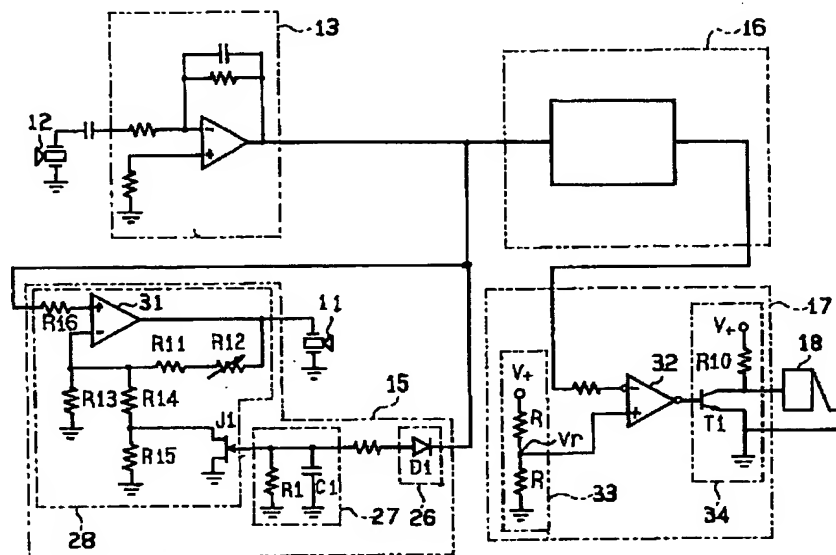 13
16
12
-
+
17
R16
+
31
-
11
R11
R12
V+
18
R10
32
V+
15
R13
R14
J1
R
Vr
+
T1
R15
R1
C1
D1
R
28
27
26
33
34